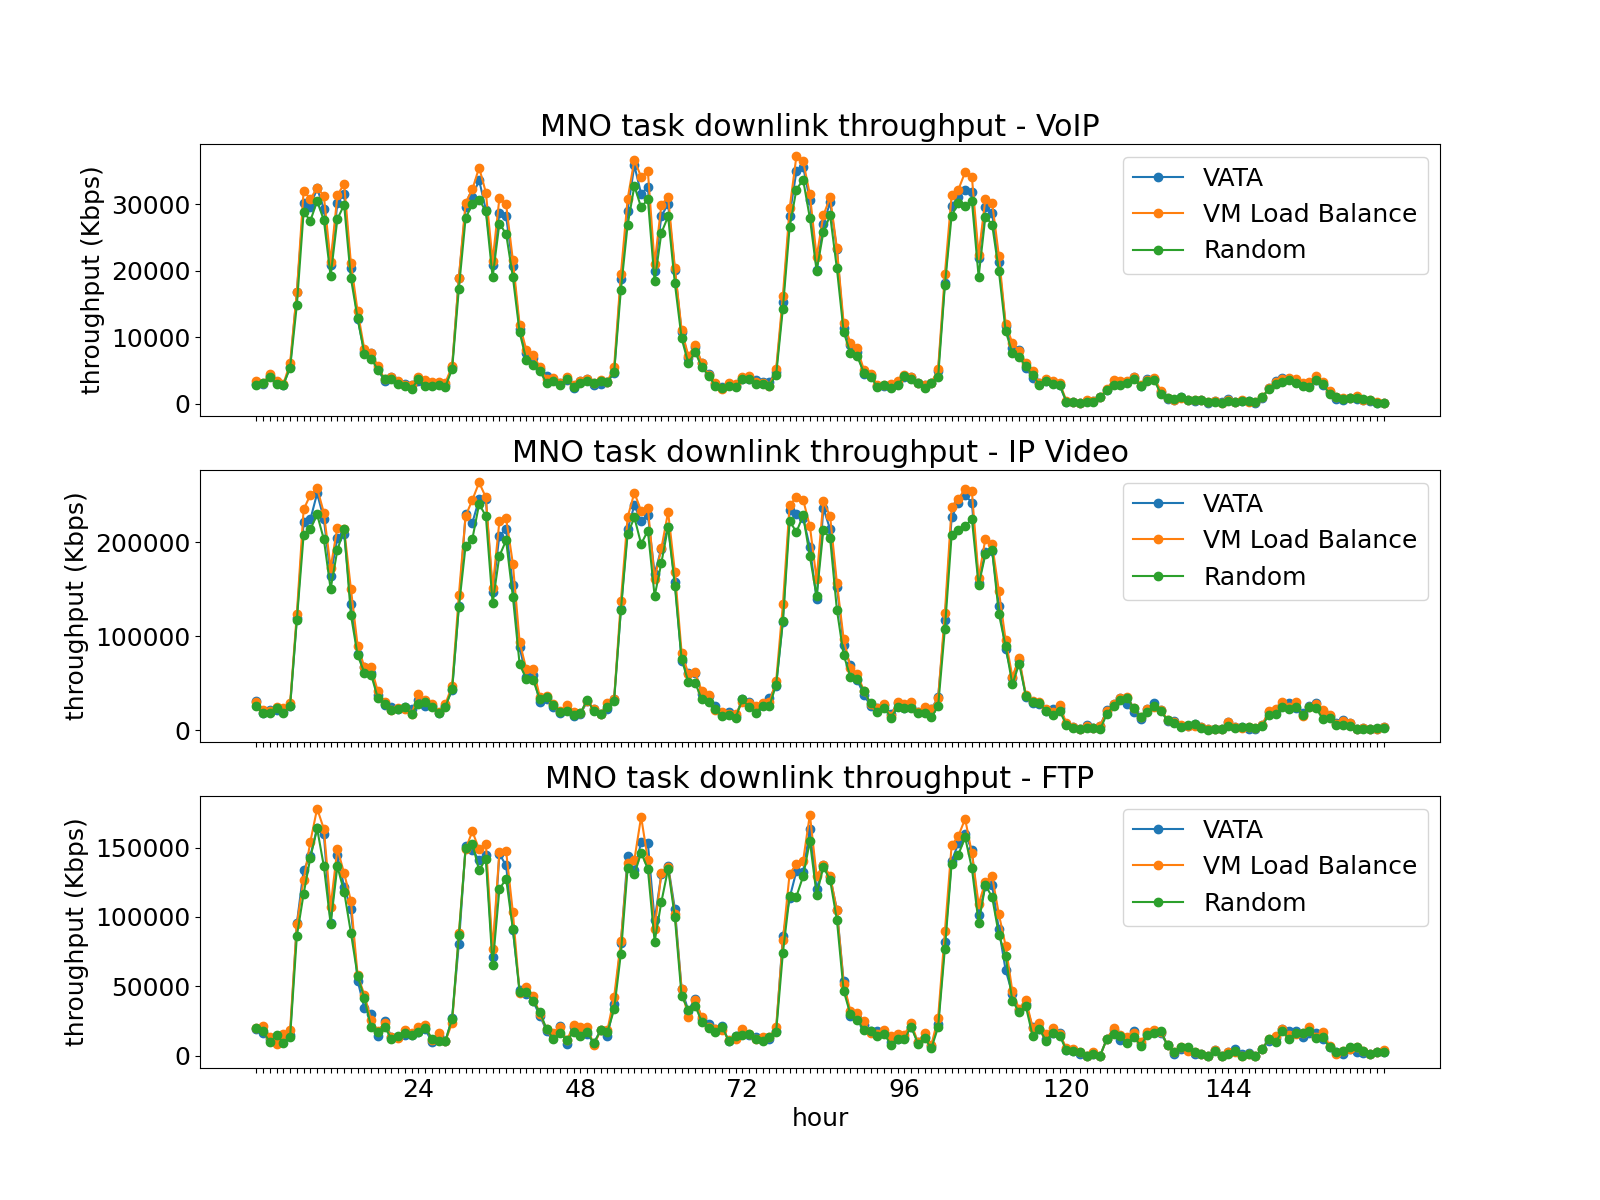 MNO task downlink throughput - VoIP
throughput (Kbps)
30000
20000
10000
0
VATA
VM Load Balance
Random
MNO task downlink throughput - IP Video
throughput (Kbps)
200000
100000
0
VATA
VM Load Balance
Random
MNO task downlink throughput - FTP
throughput (Kbps)
150000
100000
50000
0
VATA
VM Load Balance
Random
24 48 72 96 120 144
hour